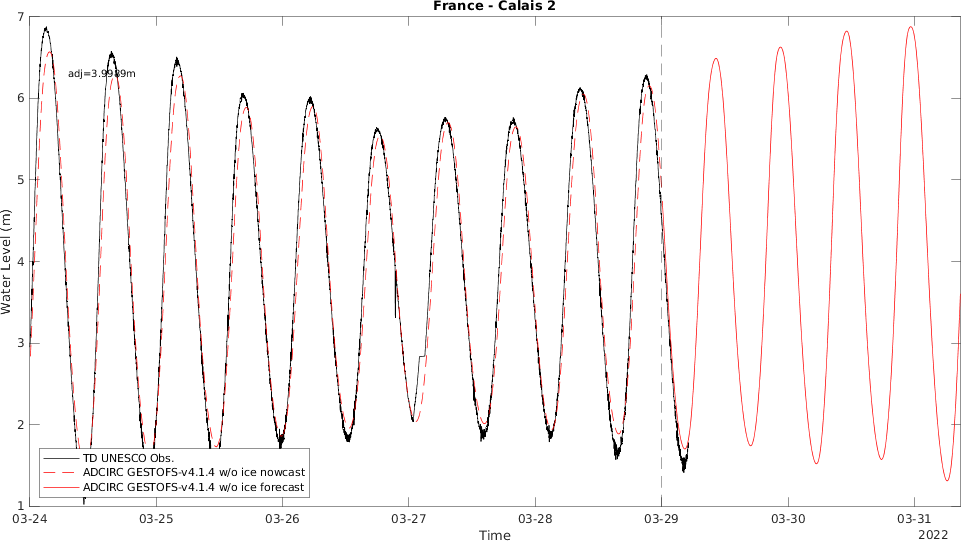 France - Calais 2
7
adj=3.9989m
6
5
4
3
2
1
Water Level (m)
TD UNESCO Obs.
ADCIRC GESTOFS-v4.1.4 w/o ice nowcast
ADCIRC GESTOFS-v4.1.4 w/o ice forecast
03-24 03-25 03-26 03-27 03-28 03-29 03-30 03-31
Time
2022